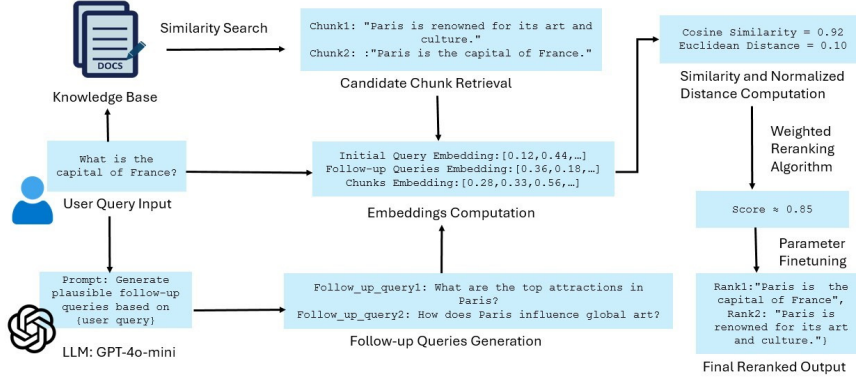 DOCS
Knowledge Base
Similarity Search
Chunk1: "Paris is renowned for its art and
culture."
Chunk2: :"Paris is the capital of France."
Candidate Chunk Retrieval
Cosine Similarity = 0.92
Euclidean Distance = 0.10
Similarity and Normalized
Distance Computation
What is the
capital of France?
User Query Input
Initial Query Embedding:[0.12,0.44,…]
Follow-up Queries Embedding:[0.36,0.18,…]
Chunks Embedding:[0.28,0.33,0.56,…]
Embeddings Computation
Weighted
Reranking
Algorithm
Score ≈ 0.85
Parameter
Finetuning
Prompt: Generate
plausible follow-up
queries based on
{user query}
LLM: GPT-4o-mini
Follow_up_query1: What are the top attractions in
Paris?
Follow_up_query2: How does Paris influence global art?
Follow-up Queries Generation
Rank1:"Paris is  the
capital of France",
Rank2: "Paris
is renowned for its art
and culture."}
Final Reranked Output